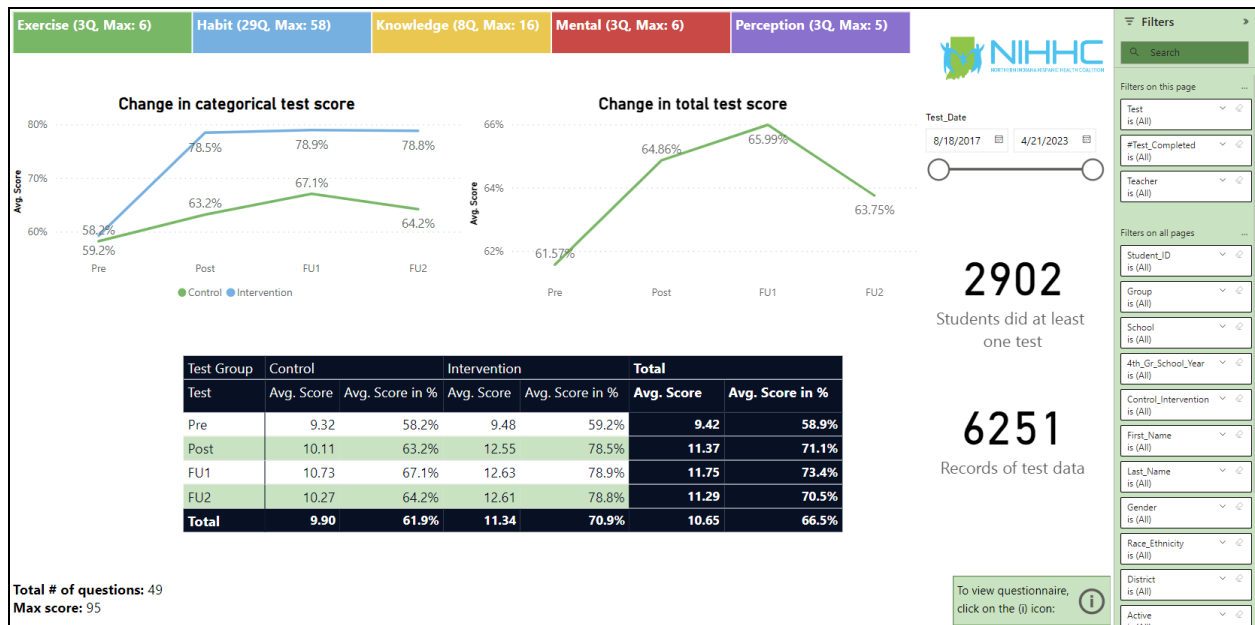 Exercise (3Q, Max: 6) Habit (29Q, Max: 58) Knowledge (8Q, Max: 16) Mental (3Q, Max: 6) Perception (3Q, Max: 5)
NIHHC
NORTHERN INDIANA HISPANIC HEALTH COALITION
Change in categorical test score
80%
70%
60%
Avg. Score
58.2%
59.2%
78.5%
63.2%
78.9%
67.1%
78.8%
64.2%
Pre Post FU1 FU2
Control Intervention
Change in total test score
66%
64%
62%
Avg. Score
61.57%
64.86%
65.99%
63.75%
Pre Post FU1 FU2
Test_Date
8/18/2017 4/21/2023
2902
Students did at least
one test
6251
Records of test data
Test Group Control Intervention Total
Test Avg. Score Avg. Score in % Avg. Score Avg. Score in % Avg. Score Avg. Score in %
Pre 9.32 58.2% 9.48 59.2% 9.42 58.9%
Post 10.11 63.2% 12.55 78.5% 11.37 71.1%
FU1 10.73 67.1% 12.63 78.9% 11.75 73.4%
FU2 10.27 64.2% 12.61 78.8% 11.29 70.5%
Total 9.90 61.9% 11.34 70.9% 10.65 66.5%
Total # of questions: 49
Max score: 95
To view questionnaire,
click on the (i) icon:
i
Filters »
Search
Filters on this page ...
Test
is (All)
#Test_Completed
is (All)
Teacher
is (All)
Filters on all pages ...
Student_ID
is (All)
Group
is (All)
School
is (All)
4th_Gr_School_Year
is (All)
Control_Intervention
is (All)
First_Name
is (All)
Last_Name
is (All)
Gender
is (All)
Race_Ethnicity
is (All)
District
is (All)
Active
is (All)